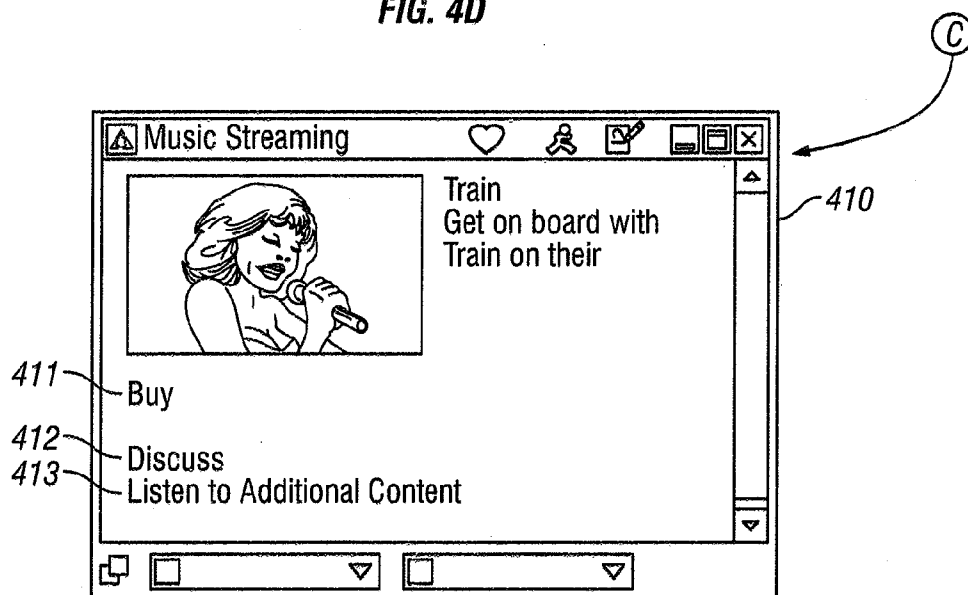 FIG. 4D
C
Music Streaming
Train
Get on board with
Train on their
410
411
Buy
412
Discuss
413
Listen to Additional Content